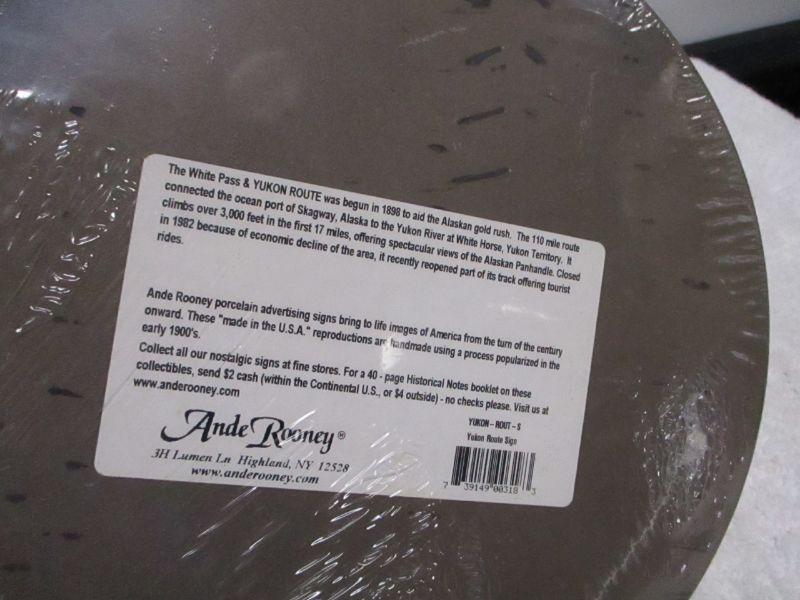 The White Pass & YUKON ROUTE was begun in 1898 to aid the Alaskan gold rush. The 110 mile route
connected the ocean port of Skagway, Alaska to the Yukon River at White Horse, Yukon Territory. It
climbs over 3,000 feet in the first 17 miles, offering spectacular views of the Alaskan Panhandle. Closed
in 1982 because of economic decline of the area, it recently reopened part of its track offering tourist
rides.
Ande Rooney porcelain advertising signs bring to life images of America from the turn of the century
onward. These "made in the U.S.A." reproductions are handmade using a process popularized in the
early 1900's.
Collect all our nostalgic signs at fine stores. For a 40 - page Historical Notes booklet on these
collectibles, send $2 cash (within the Continental U.S., or $4 outside) - no checks please. Visit us at
www.anderooney.com
Ande Rooney®
3H Lumen Ln Highland, NY 12528
www.anderooney.com
YUKON-ROUT-S
Yukon Route Sign
7 39149 00318 3